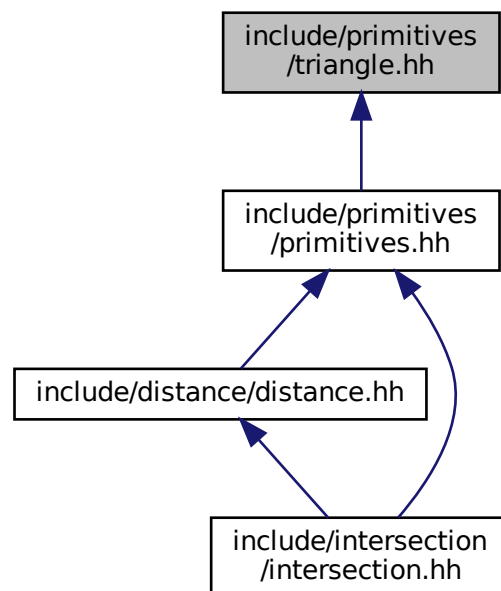 include/primitives
/triangle.hh
include/primitives
/primitives.hh
include/distance/distance.hh
include/intersection
/intersection.hh